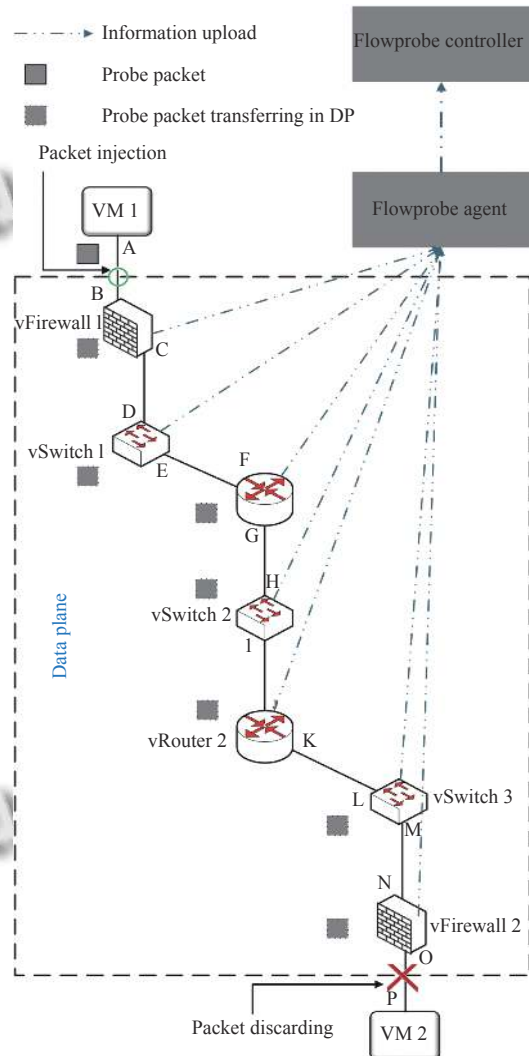 Information upload
Flowprobe controller
Probe packet
Probe packet transferring in DP
Packet injection
VM 1
Flowprobe agent
A
B
vFirewall l
C
D
vSwitch l
E
F
G
H
vSwitch 2
1
Data plane
vRouter 2
K
L
vSwitch 3
M
N
vFirewall 2
O
P
Packet discarding
VM 2